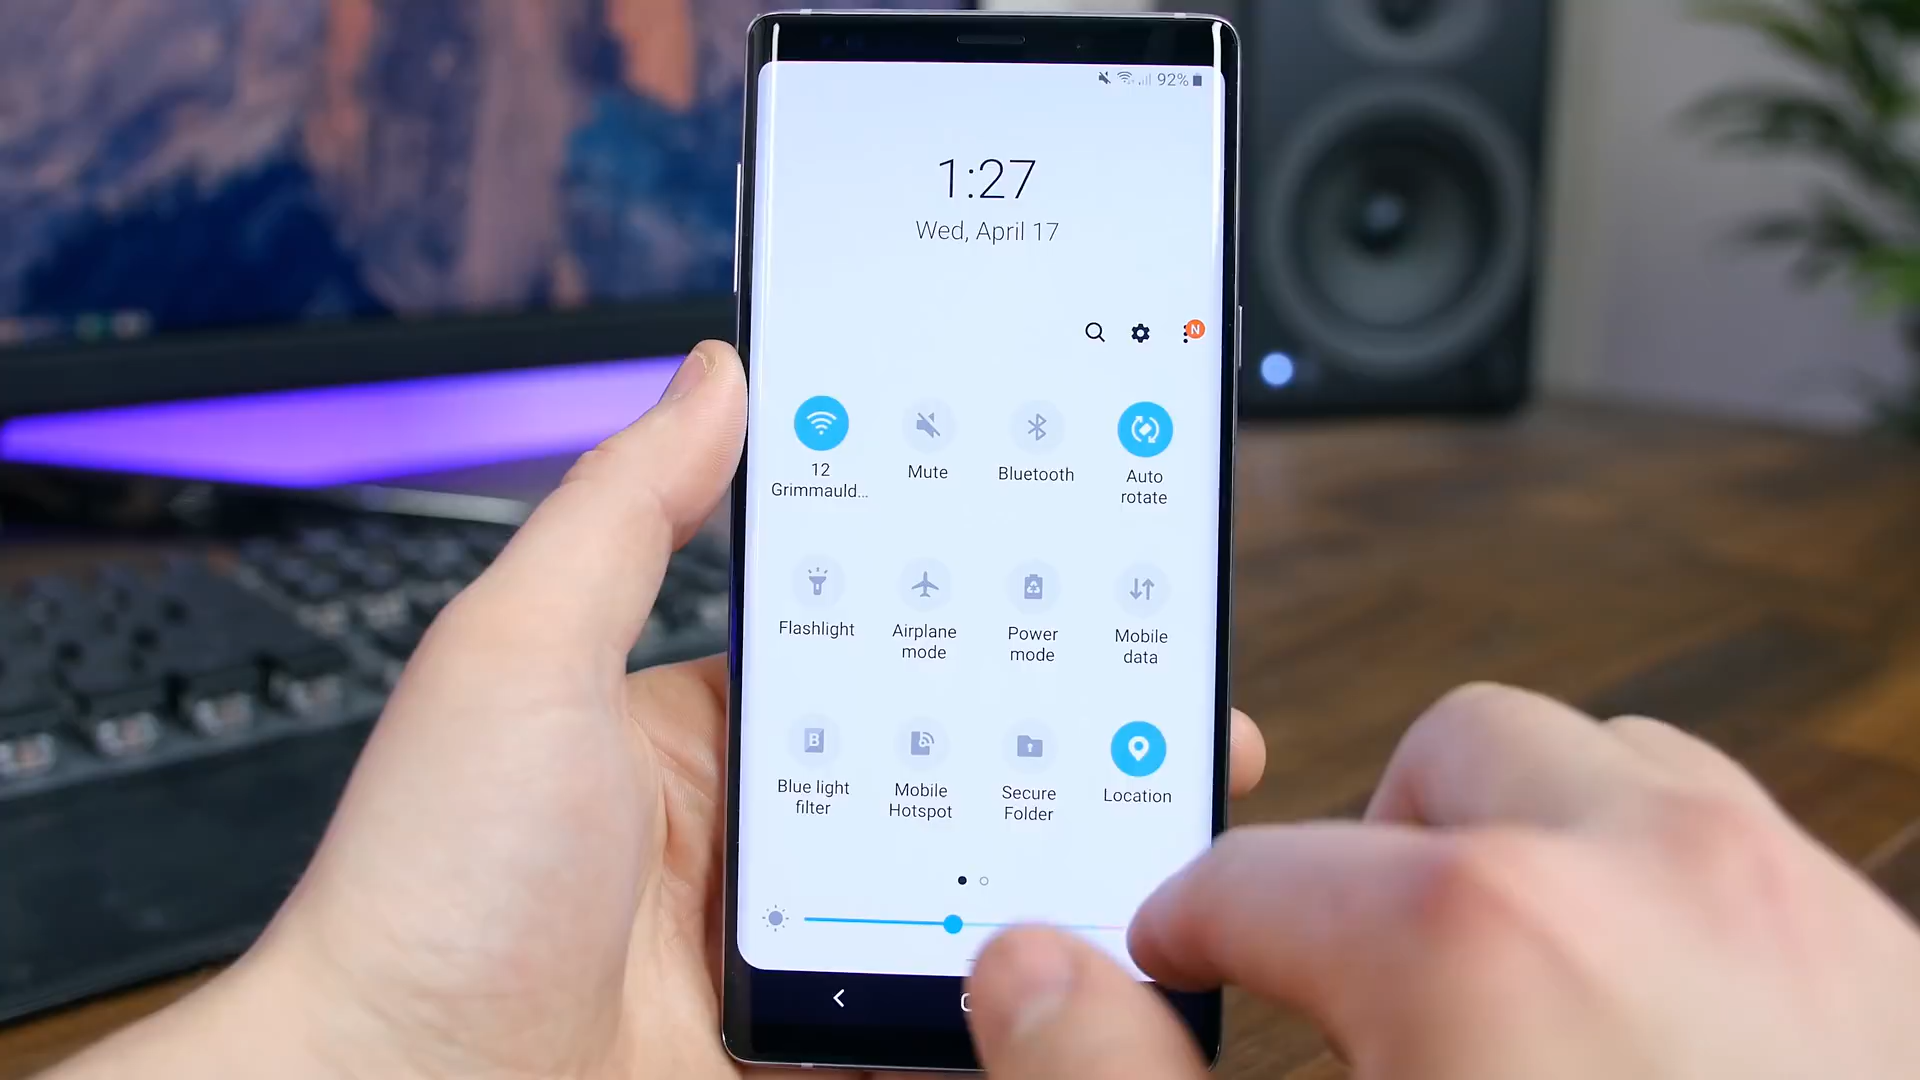 92%
1:27
Wed, April 17
N
12
Grimmauld...
Mute
Bluetooth
Auto
rotate
Flashlight
Airplane
mode
Power
mode
Mobile
data
B
Blue light
filter
Mobile
Hotspot
Secure
Folder
Location